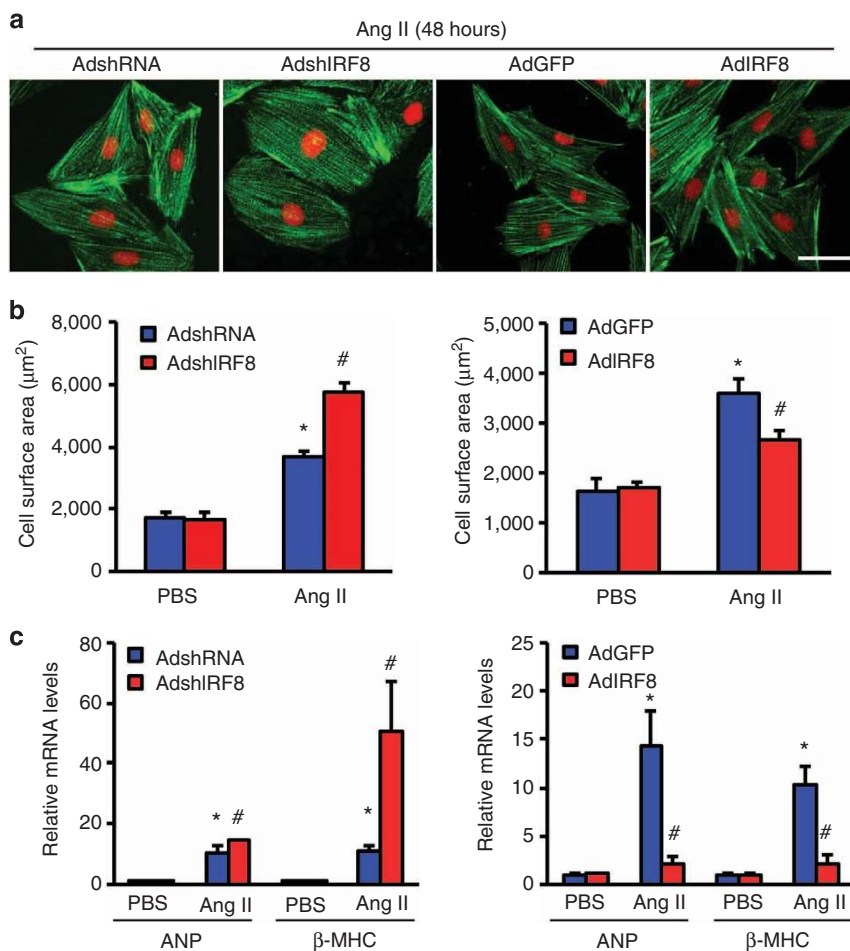 a
Ang II (48 hours)
AdshRNA AdshIRF8 AdGFP AdIRF8
b
8,000
6,000
4,000
2,000
0
Cell surface area (μm²)
AdshRNA
AdshIRF8
*
#
PBS Ang II
5,000
4,000
3,000
2,000
1,000
0
Cell surface area (μm²)
AdGFP
AdIRF8
*
#
PBS Ang II
c
80
60
40
20
0
Relative mRNA levels
AdshRNA
AdshIRF8
* #
* #
PBS Ang II PBS Ang II
ANP β-MHC
25
20
15
10
5
0
Relative mRNA levels
AdGFP
AdIRF8
* #
* #
PBS Ang II PBS Ang II
ANP β-MHC